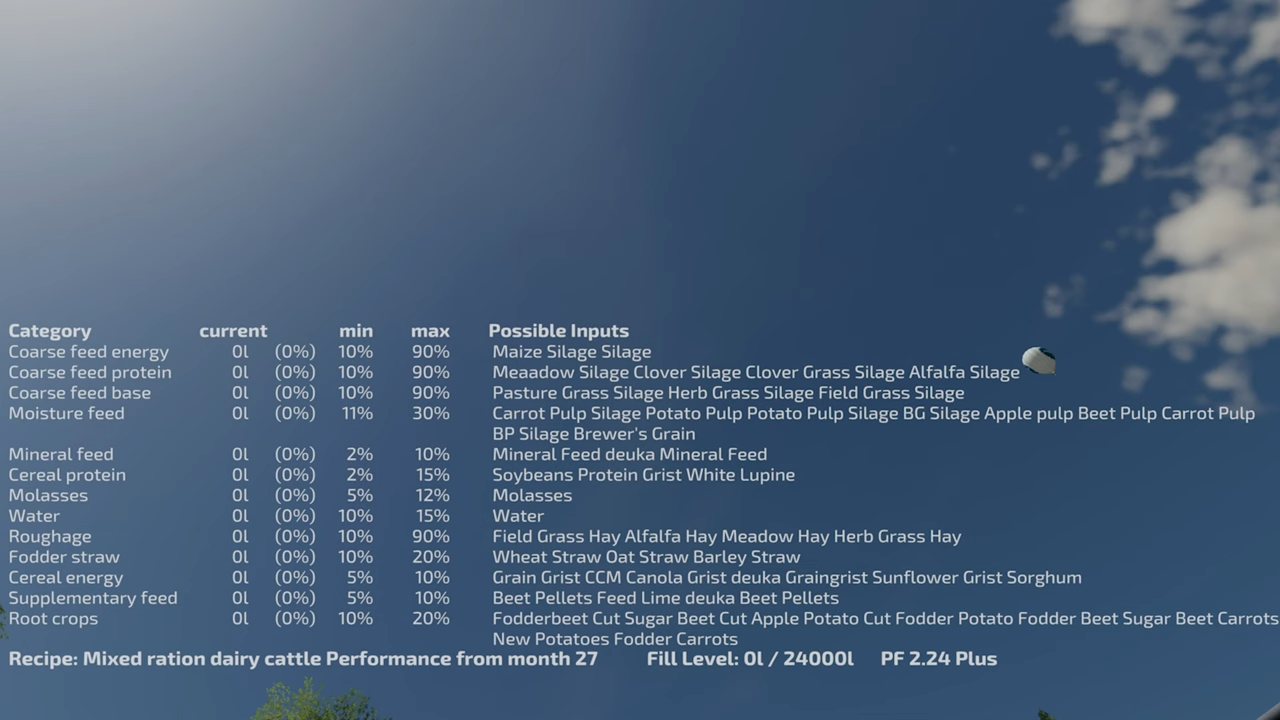 Category current min max Possible Inputs
Coarse feed energy 0l (0%) 10% 90% Maize Silage Silage
Coarse feed protein 0l (0%) 10% 90% Meaadow Silage Clover Silage Clover Grass Silage Alfalfa Silage
Coarse feed base 0l (0%) 10% 90% Pasture Grass Silage Herb Grass Silage Field Grass Silage
Moisture feed 0l (0%) 11% 30% Carrot Pulp Silage Potato Pulp Potato Pulp Silage BG Silage Apple pulp Beet Pulp Carrot Pulp
BP Silage Brewer's Grain
Mineral feed 0l (0%) 2% 10% Mineral Feed deuka Mineral Feed
Cereal protein 0l (0%) 2% 15% Soybeans Protein Grist White Lupine
Molasses 0l (0%) 5% 12% Molasses
Water 0l (0%) 10% 15% Water
Roughage 0l (0%) 10% 90% Field Grass Hay Alfalfa Hay Meadow Hay Herb Grass Hay
Fodder straw 0l (0%) 10% 20% Wheat Straw Oat Straw Barley Straw
Cereal energy 0l (0%) 5% 10% Grain Grist CCM Canola Grist deuka Graingrist Sunflower Grist Sorghum
Supplementary feed 0l (0%) 5% 10% Beet Pellets Feed Lime deuka Beet Pellets
Root crops 0l (0%) 10% 20% Fodderbeet Cut Sugar Beet Cut Apple Potato Cut Fodder Potato Fodder Beet Sugar Beet Carrots
New Potatoes Fodder Carrots
Recipe: Mixed ration dairy cattle Performance from month 27 Fill Level: 0l / 24000l PF 2.24 Plus